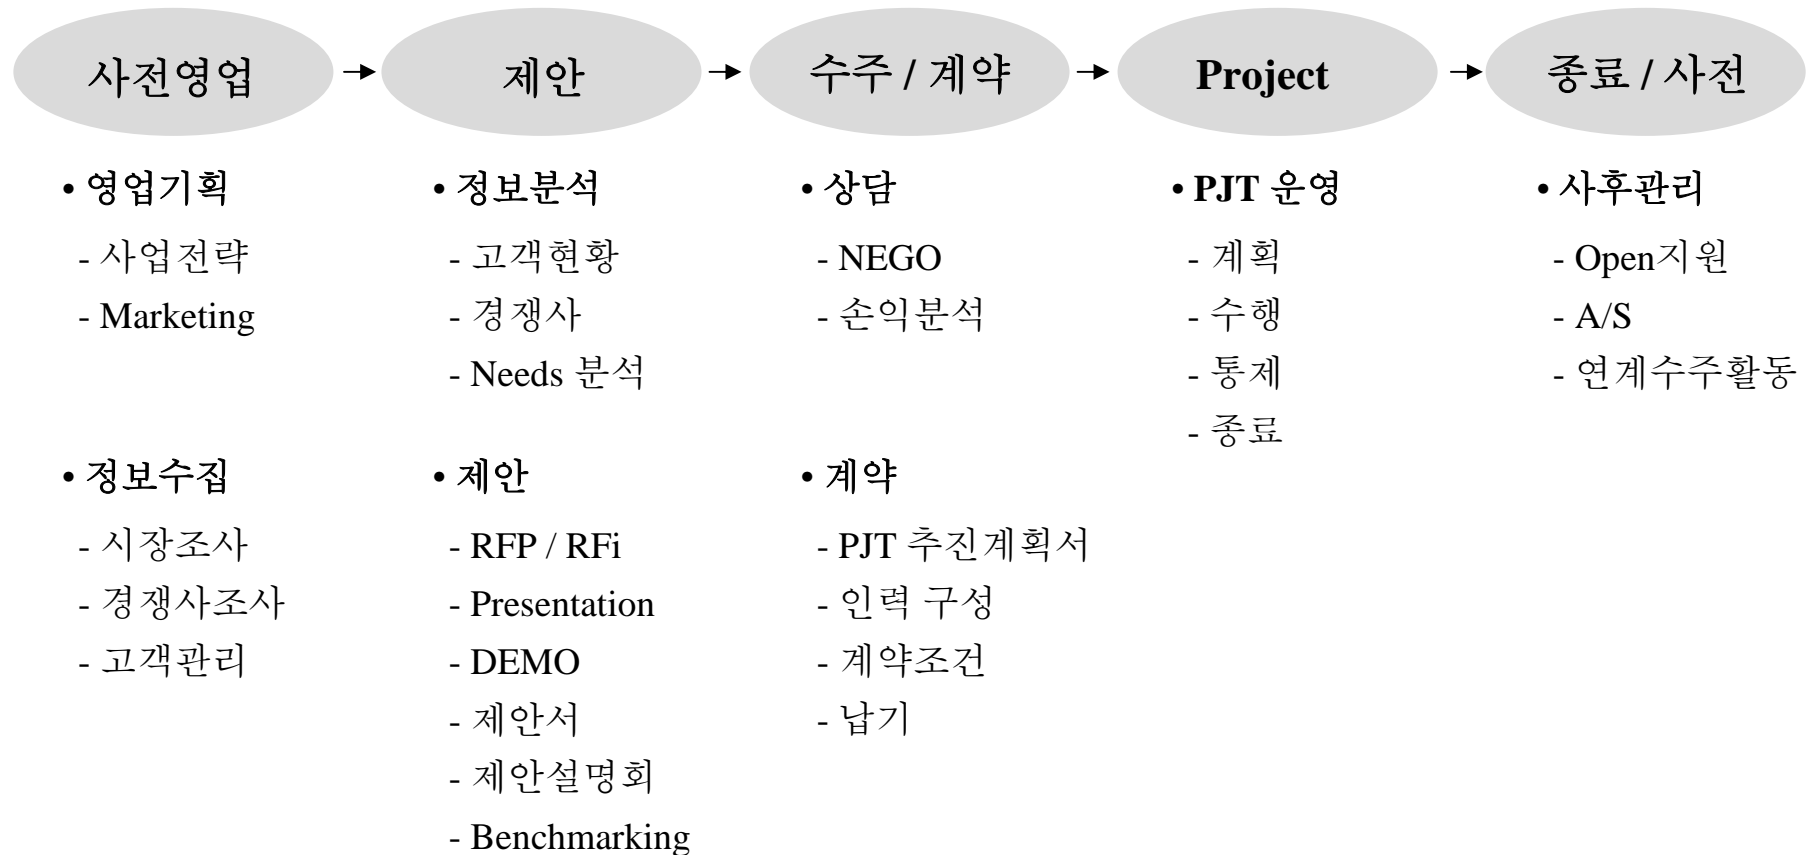 사전영업
제안
수주 / 계약
Project
종료 / 사전
• 영업기획
- 사업전략
- Marketing
• 정보수집
- 시장조사
- 경쟁사조사
- 고객관리
• 정보분석
- 고객현황
- 경쟁사
- Needs 분석
• 제안
- RFP / RFi
- Presentation
- DEMO
- 제안서
- 제안설명회
- Benchmarking
• 상담
- NEGO
- 손익분석
• 계약
- PJT 추진계획서
- 인력 구성
- 계약조건
- 납기
• PJT 운영
- 계획
- 수행
- 통제
- 종료
• 사후관리
- Open지원
- A/S
- 연계수주활동